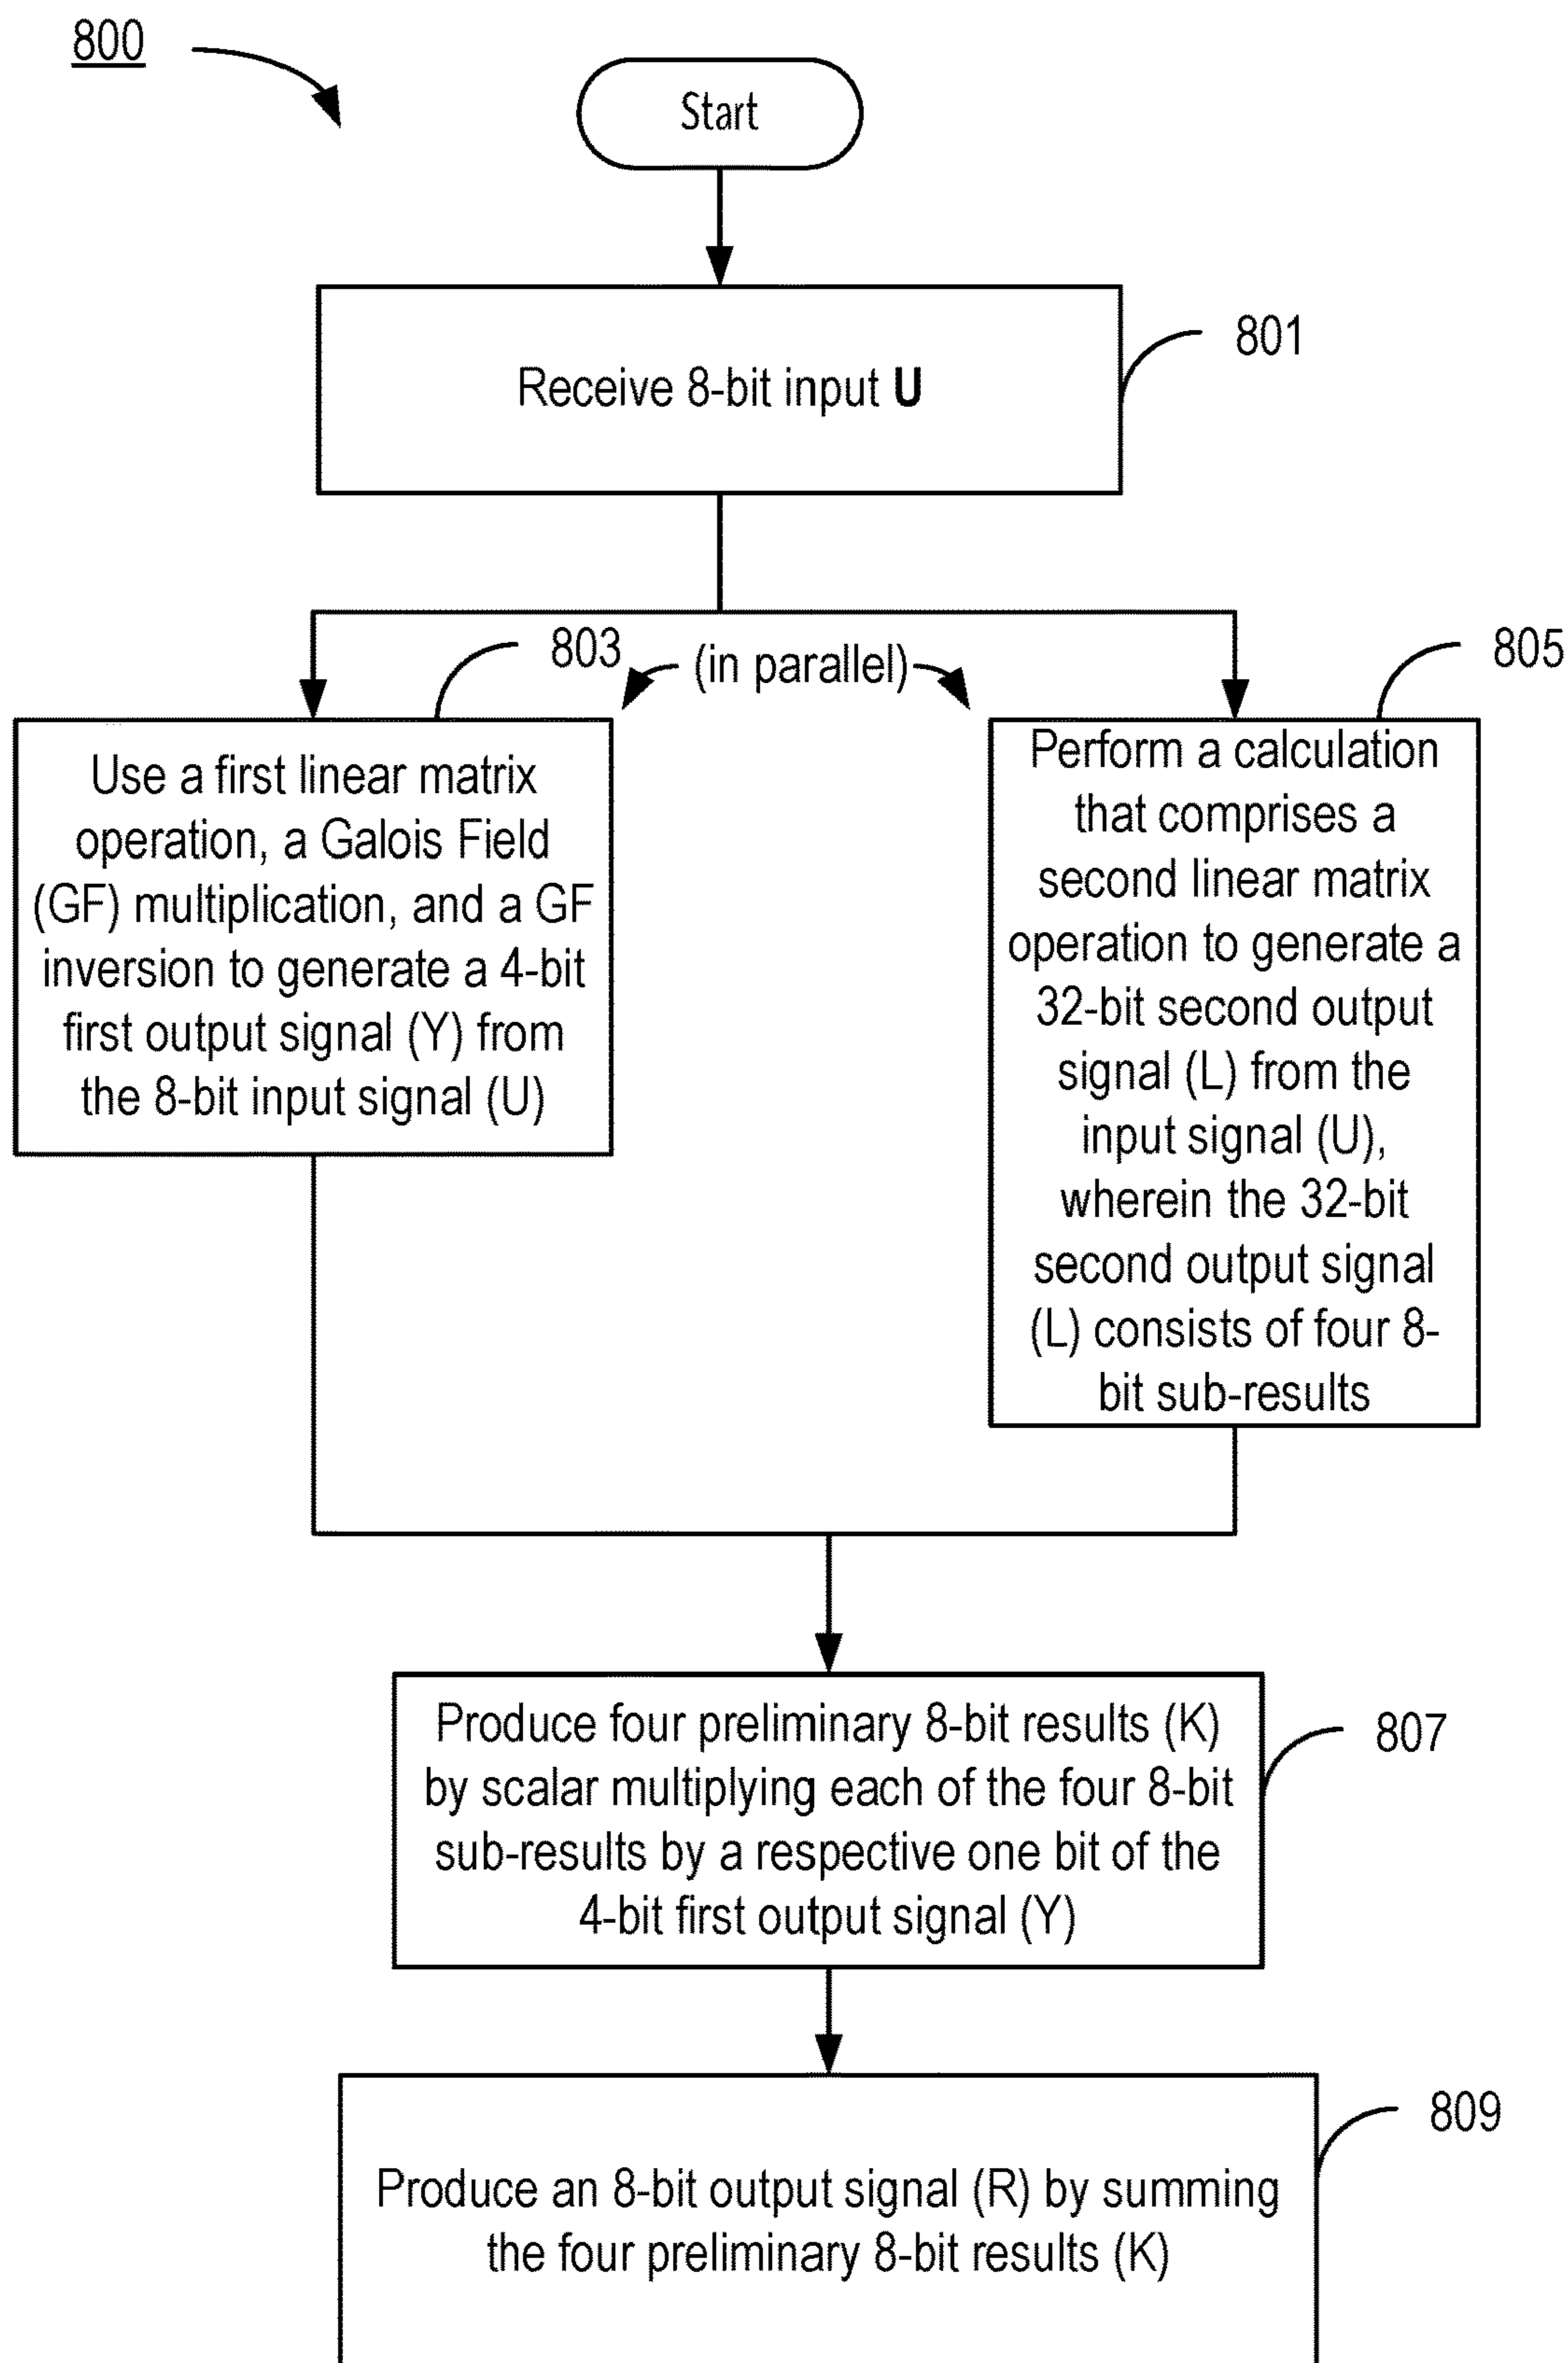 800
Start
Receive 8-bit input U
801
803
(in parallel)
805
Use a first linear matrix
operation, a Galois Field
(GF) multiplication, and a GF
inversion to generate a 4-bit
first output signal (Y) from
the 8-bit input signal (U)
Perform a calculation
that comprises a
second linear matrix
operation to generate a
32-bit second output
signal (L) from the
input signal (U),
wherein the 32-bit
second output signal
(L) consists of four 8-
bit sub-results
Produce four preliminary 8-bit results (K)
by scalar multiplying each of the four 8-bit
sub-results by a respective one bit of the
4-bit first output signal (Y)
807
809
Produce an 8-bit output signal (R) by summing
the four preliminary 8-bit results (K)